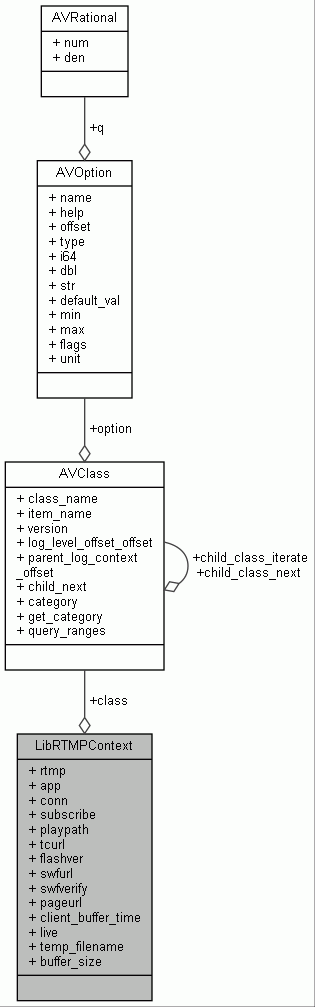 AVRational
+ num
+ den
+q
AVOption
+ name
+ help
+ offset
+ type
+ i64
+ dbl
+ str
+ default_val
+ min
+ max
+ flags
+ unit
+option
AVClass
+ class_name
+ item_name
+ version
+ log_level_offset_offset
+ parent_log_context
_offset
+ child_next
+ category
+ get_category
+ query_ranges
+child_class_iterate
+child_class_next
+class
LibRTMPContext
+ rtmp
+ app
+ conn
+ subscribe
+ playpath
+ tcurl
+ flashver
+ swfurl
+ swfverify
+ pageurl
+ client_buffer_time
+ live
+ temp_filename
+ buffer_size